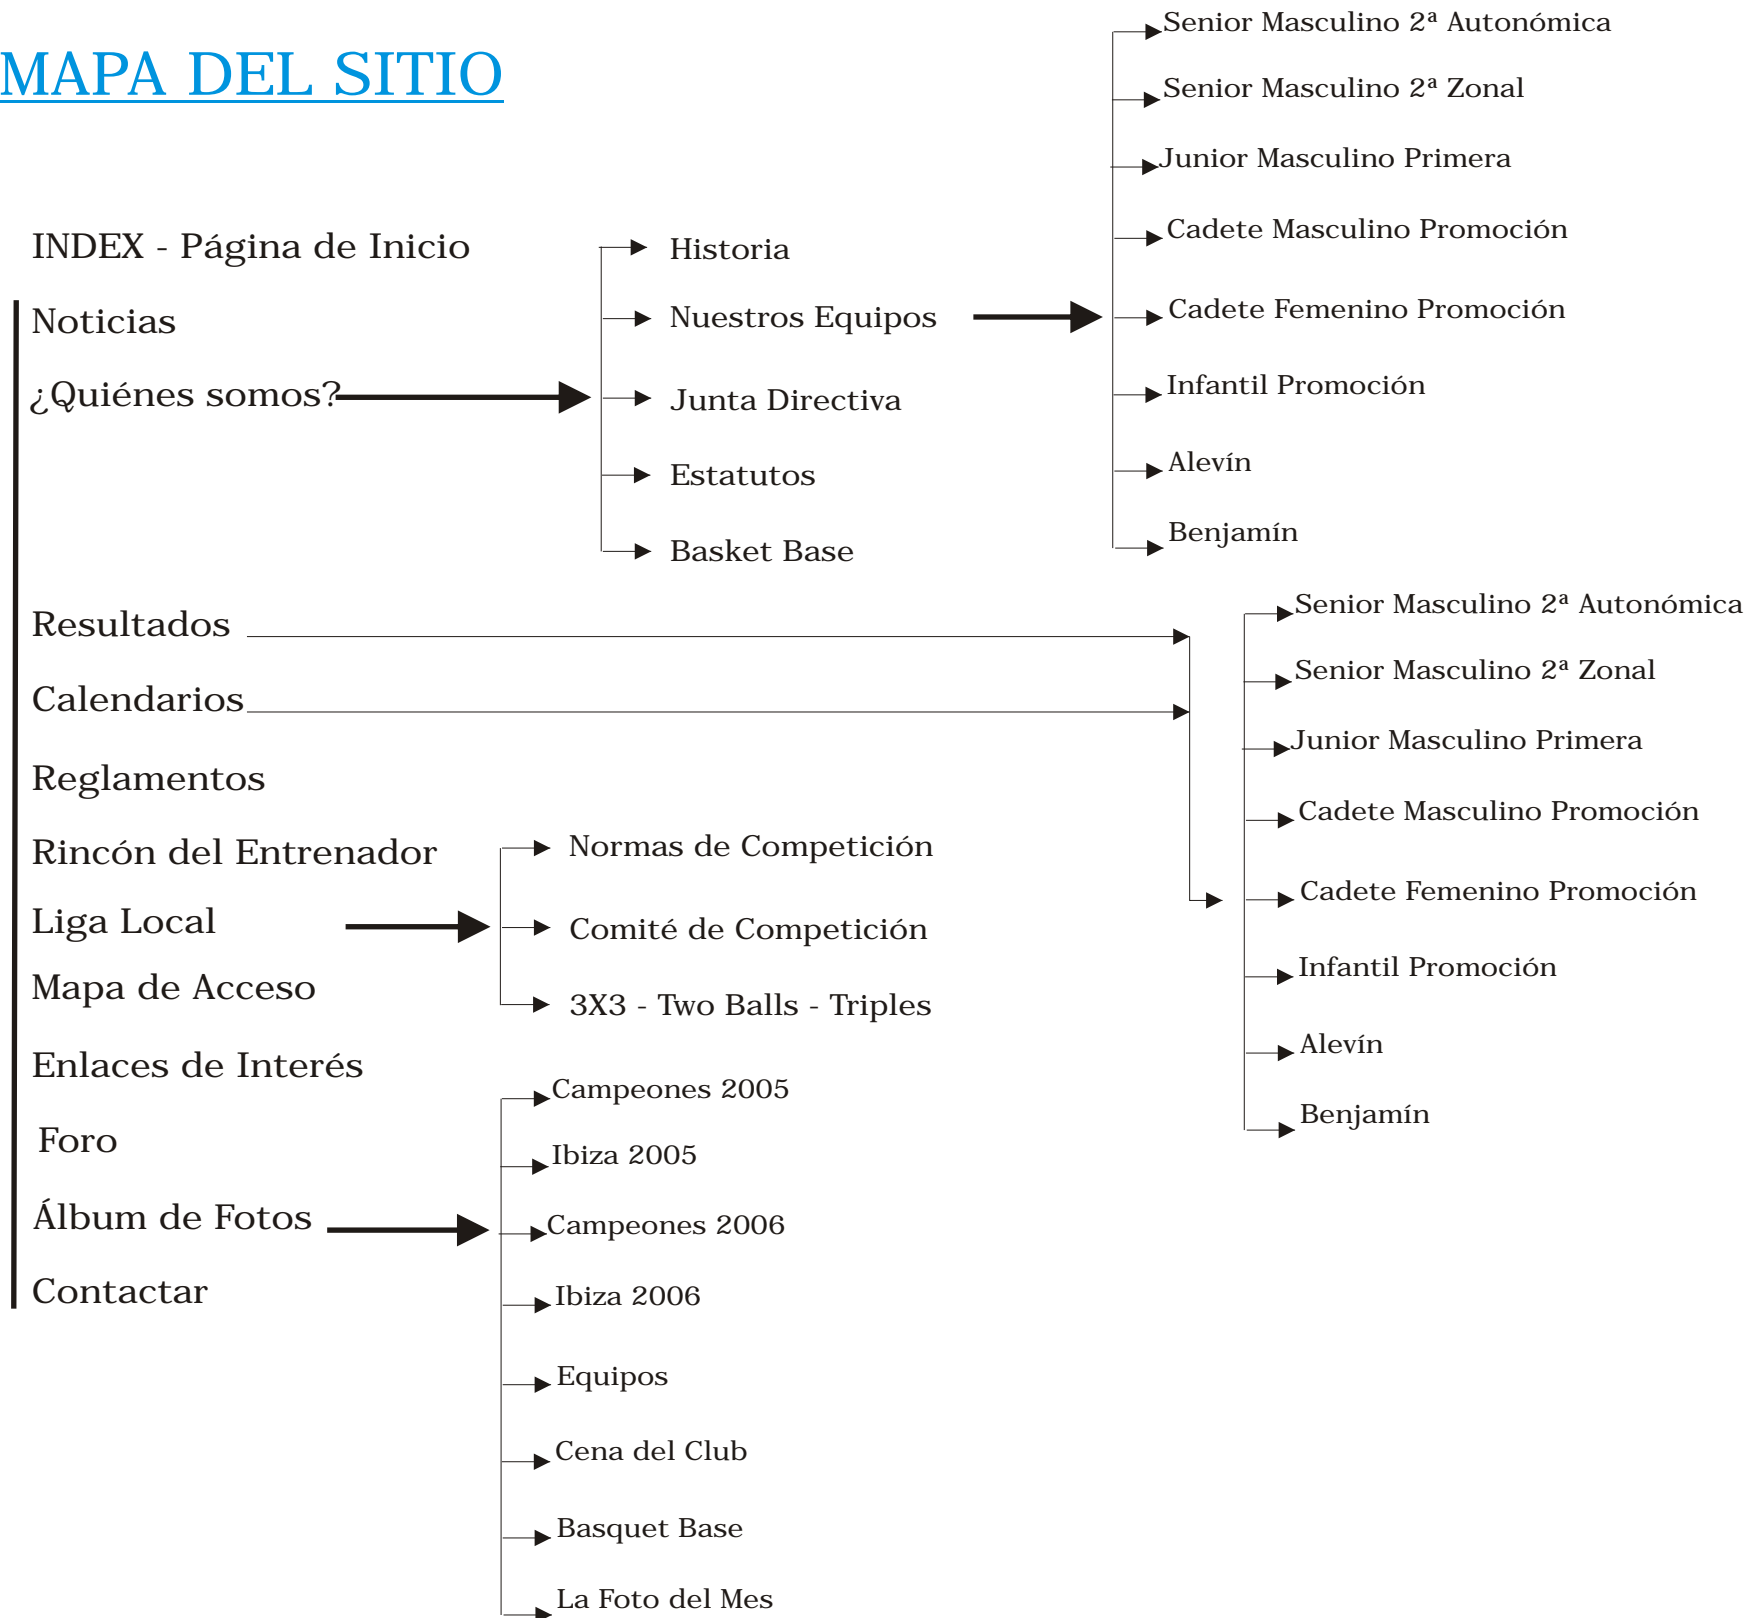 MAPA DEL SITIO
INDEX - Página de Inicio
Noticias
¿Quiénes somos?
Historia
Nuestros Equipos
Junta Directiva
Estatutos
Basket Base
Senior Masculino 2ª Autonómica
Senior Masculino 2ª Zonal
Junior Masculino Primera
Cadete Masculino Promoción
Cadete Femenino Promoción
Infantil Promoción
Alevín
Benjamín
Resultados
Calendarios
Senior Masculino 2ª Autonómica
Senior Masculino 2ª Zonal
Junior Masculino Primera
Cadete Masculino Promoción
Cadete Femenino Promoción
Infantil Promoción
Alevín
Benjamín
Reglamentos
Rincón del Entrenador
Liga Local
Normas de Competición
Comité de Competición
3X3 - Two Balls - Triples
Mapa de Acceso
Enlaces de Interés
Foro
Álbum de Fotos
Campeones 2005
Ibiza 2005
Campeones 2006
Ibiza 2006
Equipos
Cena del Club
Basquet Base
La Foto del Mes
Contactar